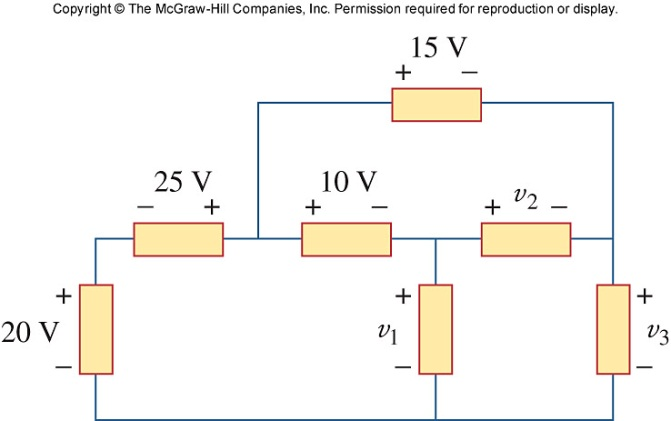 Copyright © The McGraw-Hill Companies, Inc. Permission required for reproduction or display.
15 V
+ −
25 V
− +
10 V
+ −
+ v2 −
+
20 V
−
+
v1
−
+
v3
−